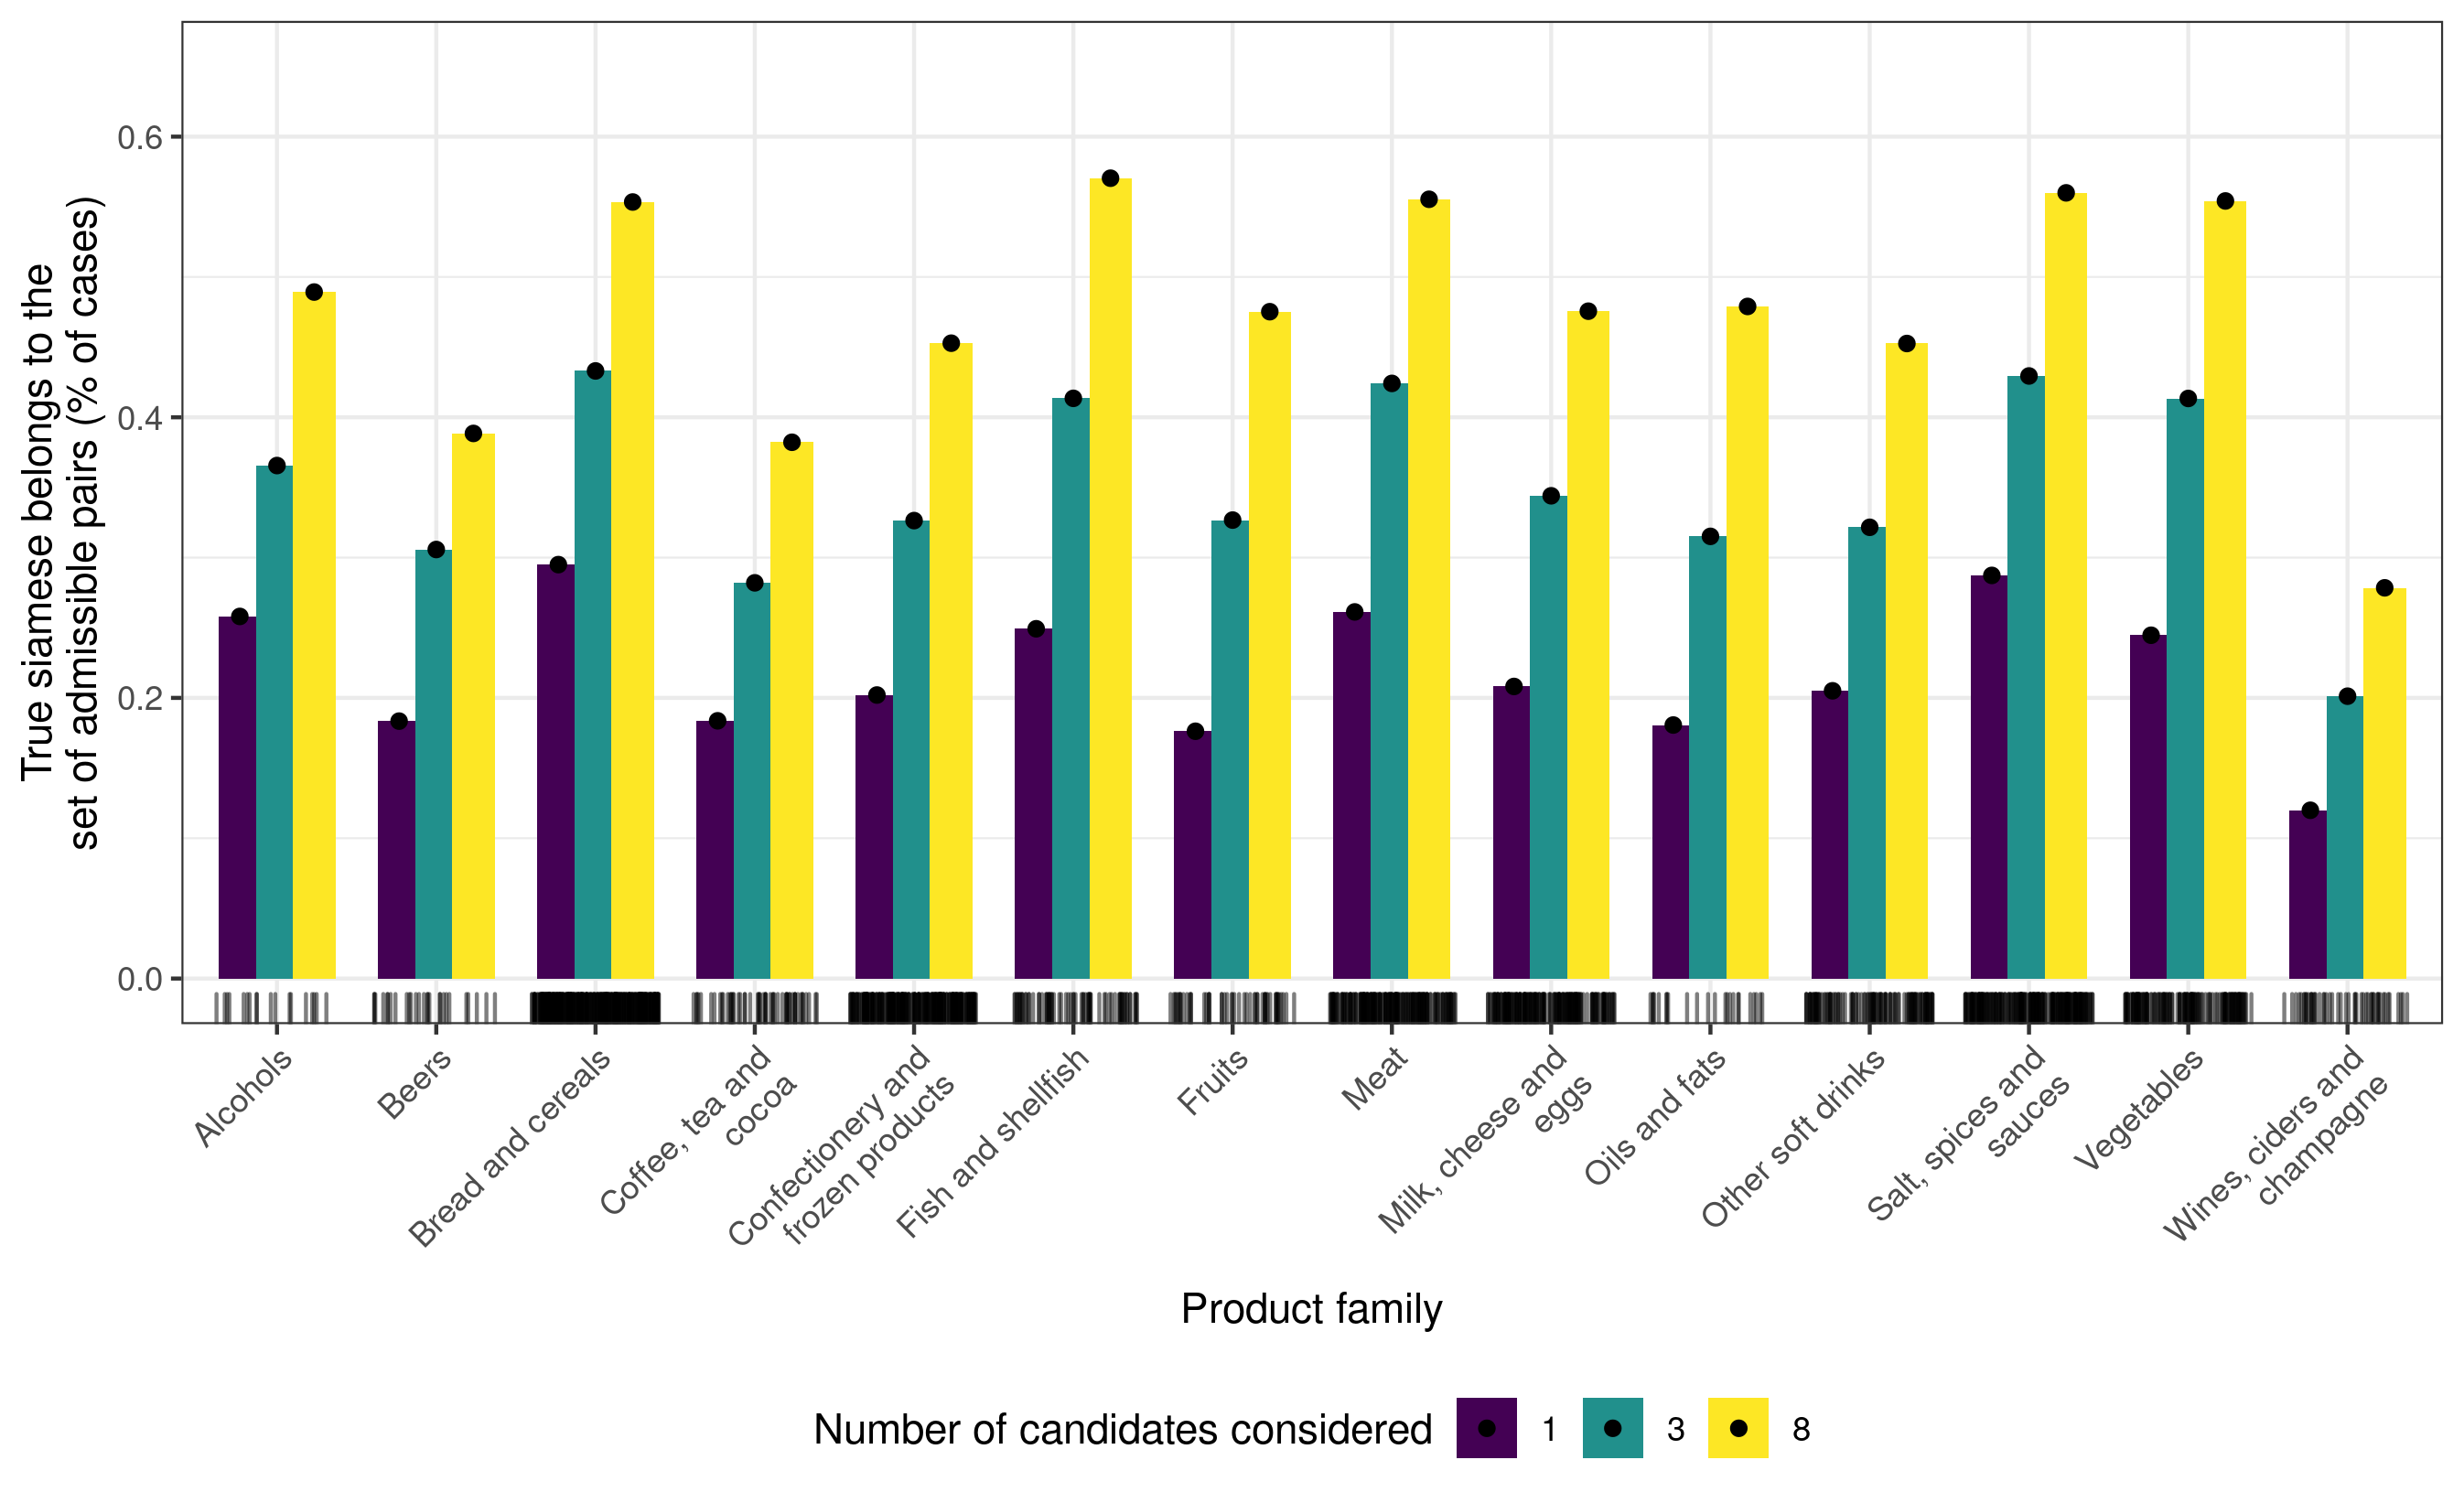 True siamese belongs to the
set of admissible pairs (% of cases)
0.6
0.4
0.2
0.0
Alcohols
Beers
Bread and cereals
Coffee, tea and
cocoa
Confectionery and
frozen products
Fish and shellfish
Fruits
Meat
Milk, cheese and
eggs
Oils and fats
Other soft drinks
Salt, spices and
sauces
Vegetables
Wines, ciders and
champagne
Product family
Number of candidates considered 1 3 8